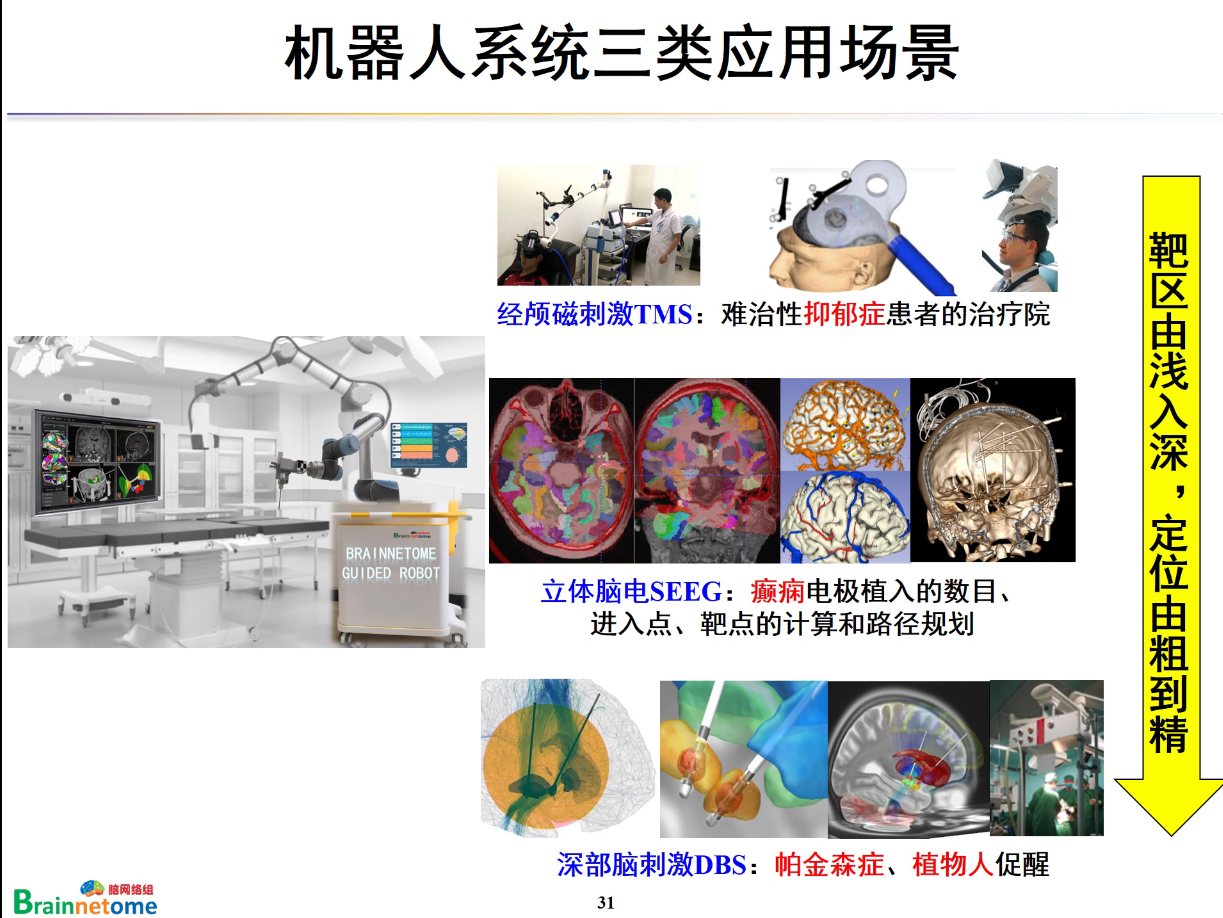 机器人系统三类应用场景
经颅磁刺激TMS：难治性抑郁症患者的治疗院
BRAINNETOME
GUIDED ROBOT
Brainnetome
立体脑电SEEG：癫痫电极植入的数目、
进入点、靶点的计算和路径规划
深部脑刺激DBS：帕金森症、植物人促醒
靶区由浅入深，定位由粗到精
脑网络组
Brainnetome
31